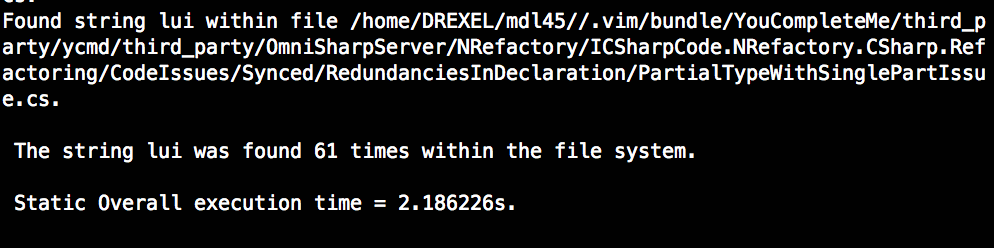 Found string lui within file /home/DREXEL/mdl45//.vim/bundle/YouCompleteMe/third_p
arty/ycmd/third_party/OmniSharpServer/NRefactory/ICSharpCode.NRefactory.CSharp.Ref
actoring/CodeIssues/Synced/RedundanciesInDeclaration/PartialTypeWithSinglePartIssu
e.cs.
The string lui was found 61 times within the file system.
Static Overall execution time = 2.186226s.